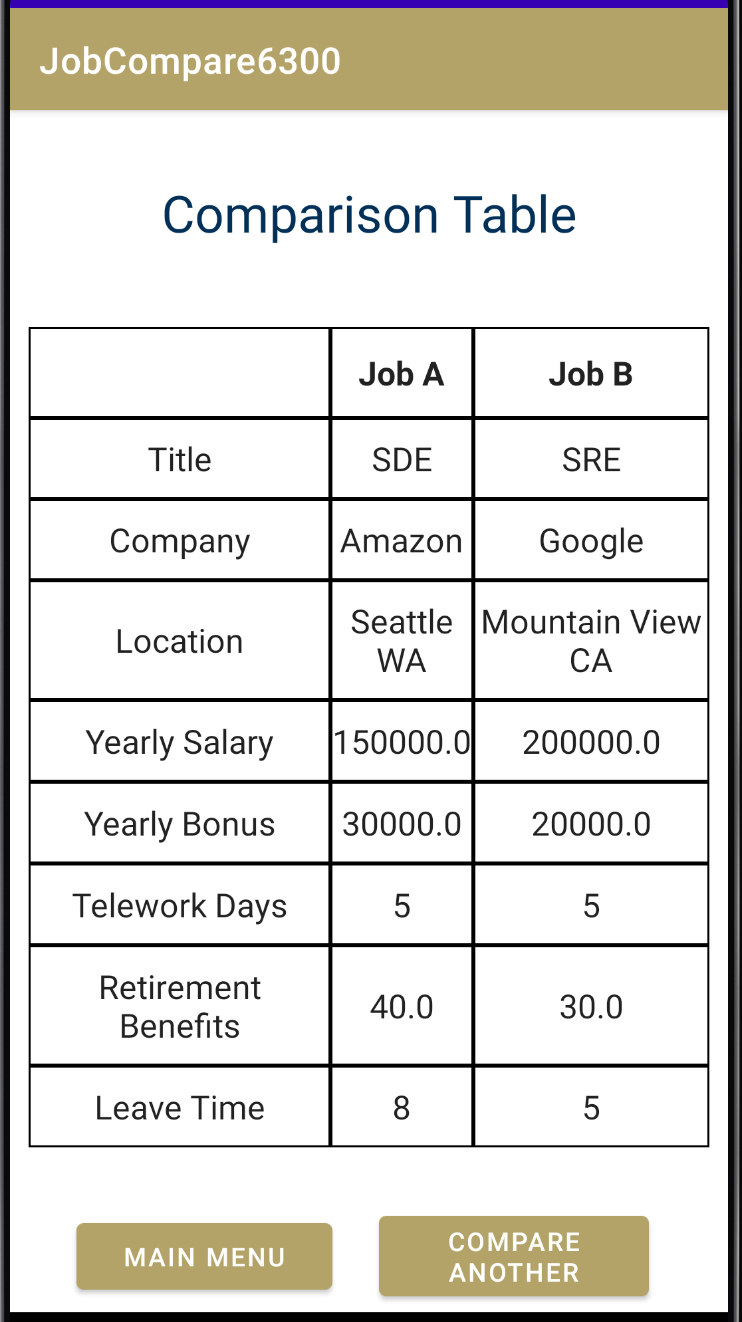 JobCompare6300
Comparison Table
Job A Job B
Title SDE SRE
Company Amazon Google
Location Seattle WA Mountain View CA
Yearly Salary 150000.0 200000.0
Yearly Bonus 30000.0 20000.0
Telework Days 5 5
Retirement Benefits 40.0 30.0
Leave Time 8 5
MAIN MENU
COMPARE
ANOTHER